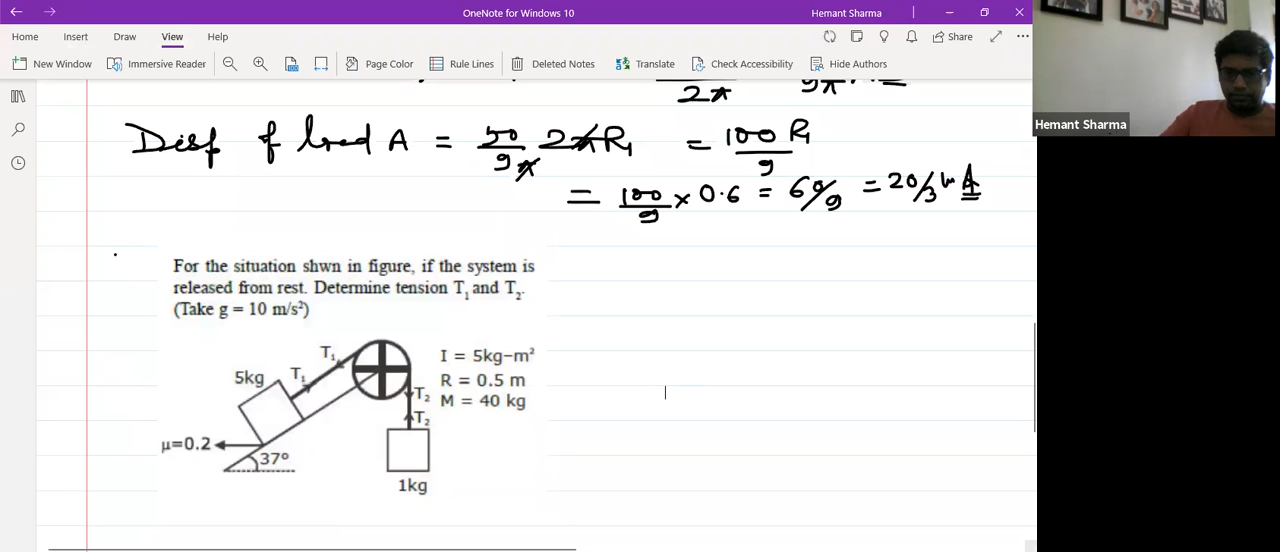 OneNote for Windows 10
Hemant Sharma
Home Insert Draw View Help
Share
New Window Immersive Reader Page Color Rule Lines Deleted Notes Translate Check Accessibility Hide Authors
Hemant Sharma
2π 9π
Disp of load A = 50/9π 2πR₁ = 100 R₁/9
= 100/9 × 0.6 = 60/9 = 20/3 m A
For the situation shwn in figure, if the system is
released from rest. Determine tension T₁ and T₂.
(Take g = 10 m/s²)
T₁
I = 5kg–m²
5kg T₁
R = 0.5 m
T₂ M = 40 kg
T₂
μ=0.2
37°
1kg